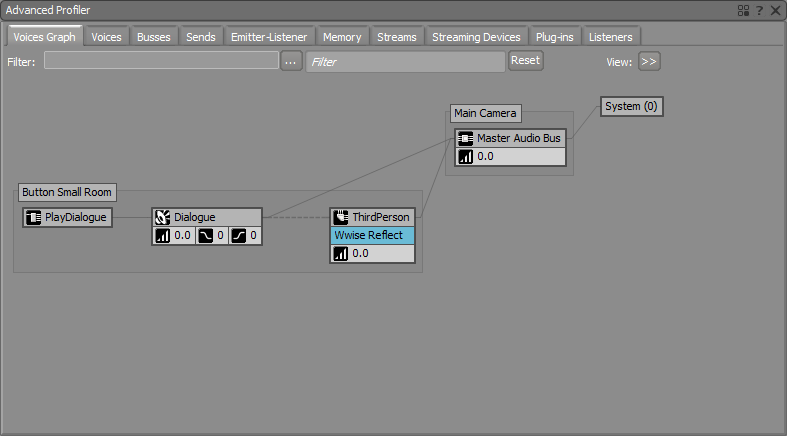 Advanced Profiler
?
Voices Graph Voices Busses Sends Emitter-Listener Memory Streams Streaming Devices Plug-ins Listeners
Filter: ... Filter Reset View: >>
System (0)
Main Camera
Master Audio Bus
0.0
Button Small Room
PlayDialogue Dialogue ThirdPerson
0.0 0 0 Wwise Reflect
0.0